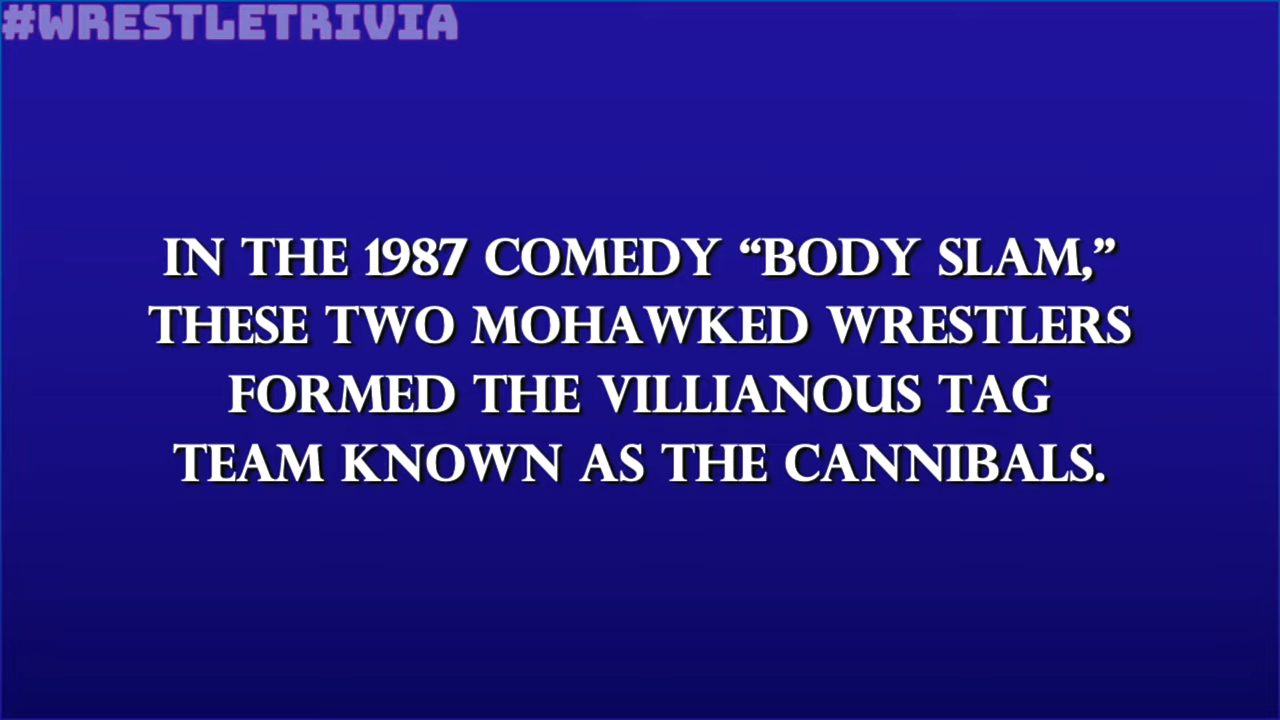 #WRESTLETRIVIA
IN THE 1987 COMEDY “BODY SLAM,”
THESE TWO MOHAWKED WRESTLERS
FORMED THE VILLIANOUS TAG
TEAM KNOWN AS THE CANNIBALS.